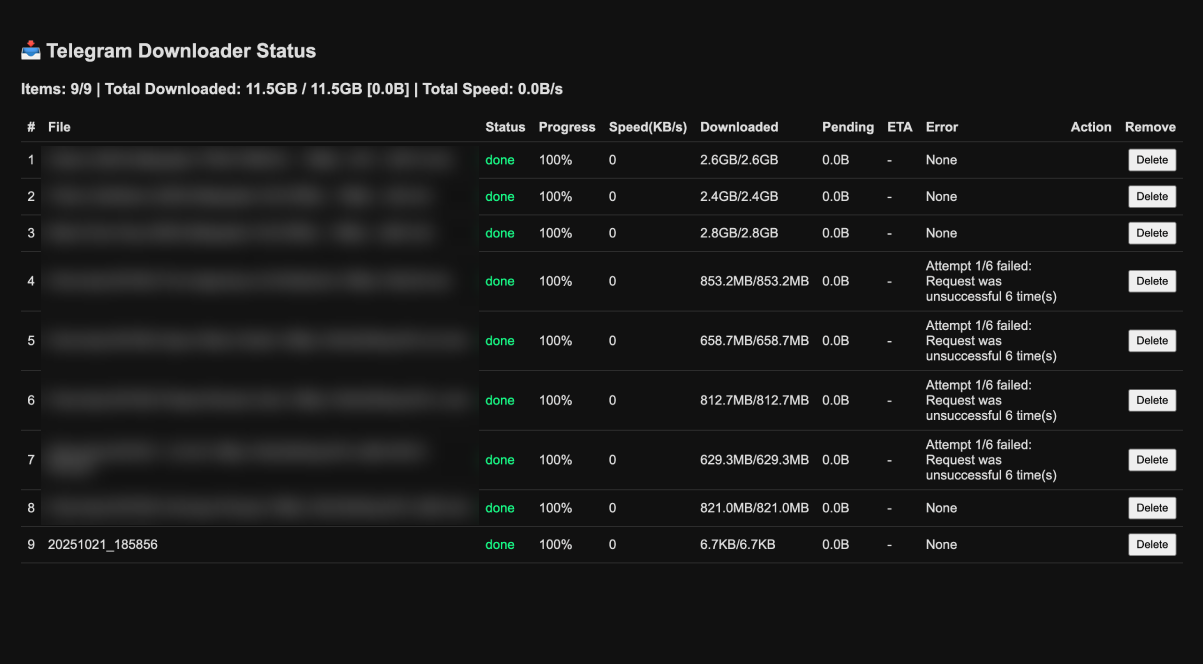 Telegram Downloader Status
Items: 9/9 | Total Downloaded: 11.5GB / 11.5GB [0.0B] | Total Speed: 0.0B/s
# File Status Progress Speed(KB/s) Downloaded Pending ETA Error Action Remove
1 done 100% 0 2.6GB/2.6GB 0.0B - None Delete
2 done 100% 0 2.4GB/2.4GB 0.0B - None Delete
3 done 100% 0 2.8GB/2.8GB 0.0B - None Delete
4 done 100% 0 853.2MB/853.2MB 0.0B - Attempt 1/6 failed:
Request was
unsuccessful 6 time(s) Delete
5 done 100% 0 658.7MB/658.7MB 0.0B - Attempt 1/6 failed:
Request was
unsuccessful 6 time(s) Delete
6 done 100% 0 812.7MB/812.7MB 0.0B - Attempt 1/6 failed:
Request was
unsuccessful 6 time(s) Delete
7 done 100% 0 629.3MB/629.3MB 0.0B - Attempt 1/6 failed:
Request was
unsuccessful 6 time(s) Delete
8 done 100% 0 821.0MB/821.0MB 0.0B - None Delete
9 20251021_185856 done 100% 0 6.7KB/6.7KB 0.0B - None Delete